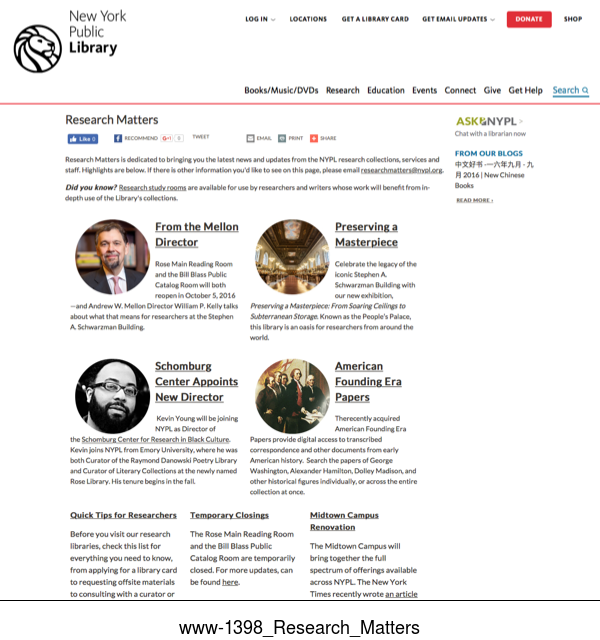 New York
Public
Library
LOG IN
LOCATIONS
GET A LIBRARY CARD
GET EMAIL UPDATES
DONATE
SHOP
Books/Music/DVDs Research Education Events Connect Give Get Help Search
Research Matters
Like 0
RECOMMEND
G+1 0
TWEET
EMAIL
PRINT
SHARE
Research Matters is dedicated to bringing you the latest news and updates from the NYPL research collections, services and
staff. Highlights are below. If there is other information you'd like to see on this page, please email researchmatters@nypl.org.
Did you know? Research study rooms are available for use by researchers and writers whose work will benefit from in-
depth use of the Library's collections.
ASK NYPL >
Chat with a librarian now
FROM OUR BLOGS
中文好书 -一六年九月 - 九
月 2016 | New Chinese
Books
READ MORE ›
From the Mellon
Director
Rose Main Reading Room
and the Bill Blass Public
Catalog Room will both
reopen in October 5, 2016
—and Andrew W. Mellon Director William P. Kelly talks
about what that means for researchers at the Stephen
A. Schwarzman Building.
Preserving a
Masterpiece
Celebrate the legacy of the
iconic Stephen A.
Schwarzman Building with
our new exhibition,
Preserving a Masterpiece: From Soaring Ceilings to
Subterranean Storage. Known as the People's Palace,
this library is an oasis for researchers from around the
world.
Schomburg
Center Appoints
New Director
Kevin Young will be joining
NYPL as Director of
the Schomburg Center for Research in Black Culture.
Kevin joins NYPL from Emory University, where he was
both Curator of the Raymond Danowski Poetry Library
and Curator of Literary Collections at the newly named
Rose Library. His tenure begins in the fall.
American
Founding Era
Papers
Therecently acquired
American Founding Era
Papers provide digital access to transcribed
correspondence and other documents from early
American history. Search the papers of George
Washington, Alexander Hamilton, Dolley Madison, and
other historical figures individually, or across the entire
collection at once.
Quick Tips for Researchers
Before you visit our research
libraries, check this list for
everything you need to know,
from applying for a library card
to requesting offsite materials
to consulting with a curator or
Temporary Closings
The Rose Main Reading Room
and the Bill Blass Public
Catalog Room are temporarily
closed. For more updates, can
be found here.
Midtown Campus
Renovation
The Midtown Campus will
bring together the full
spectrum of offerings available
across NYPL. The New York
Times recently wrote an article
www-1398_Research_Matters